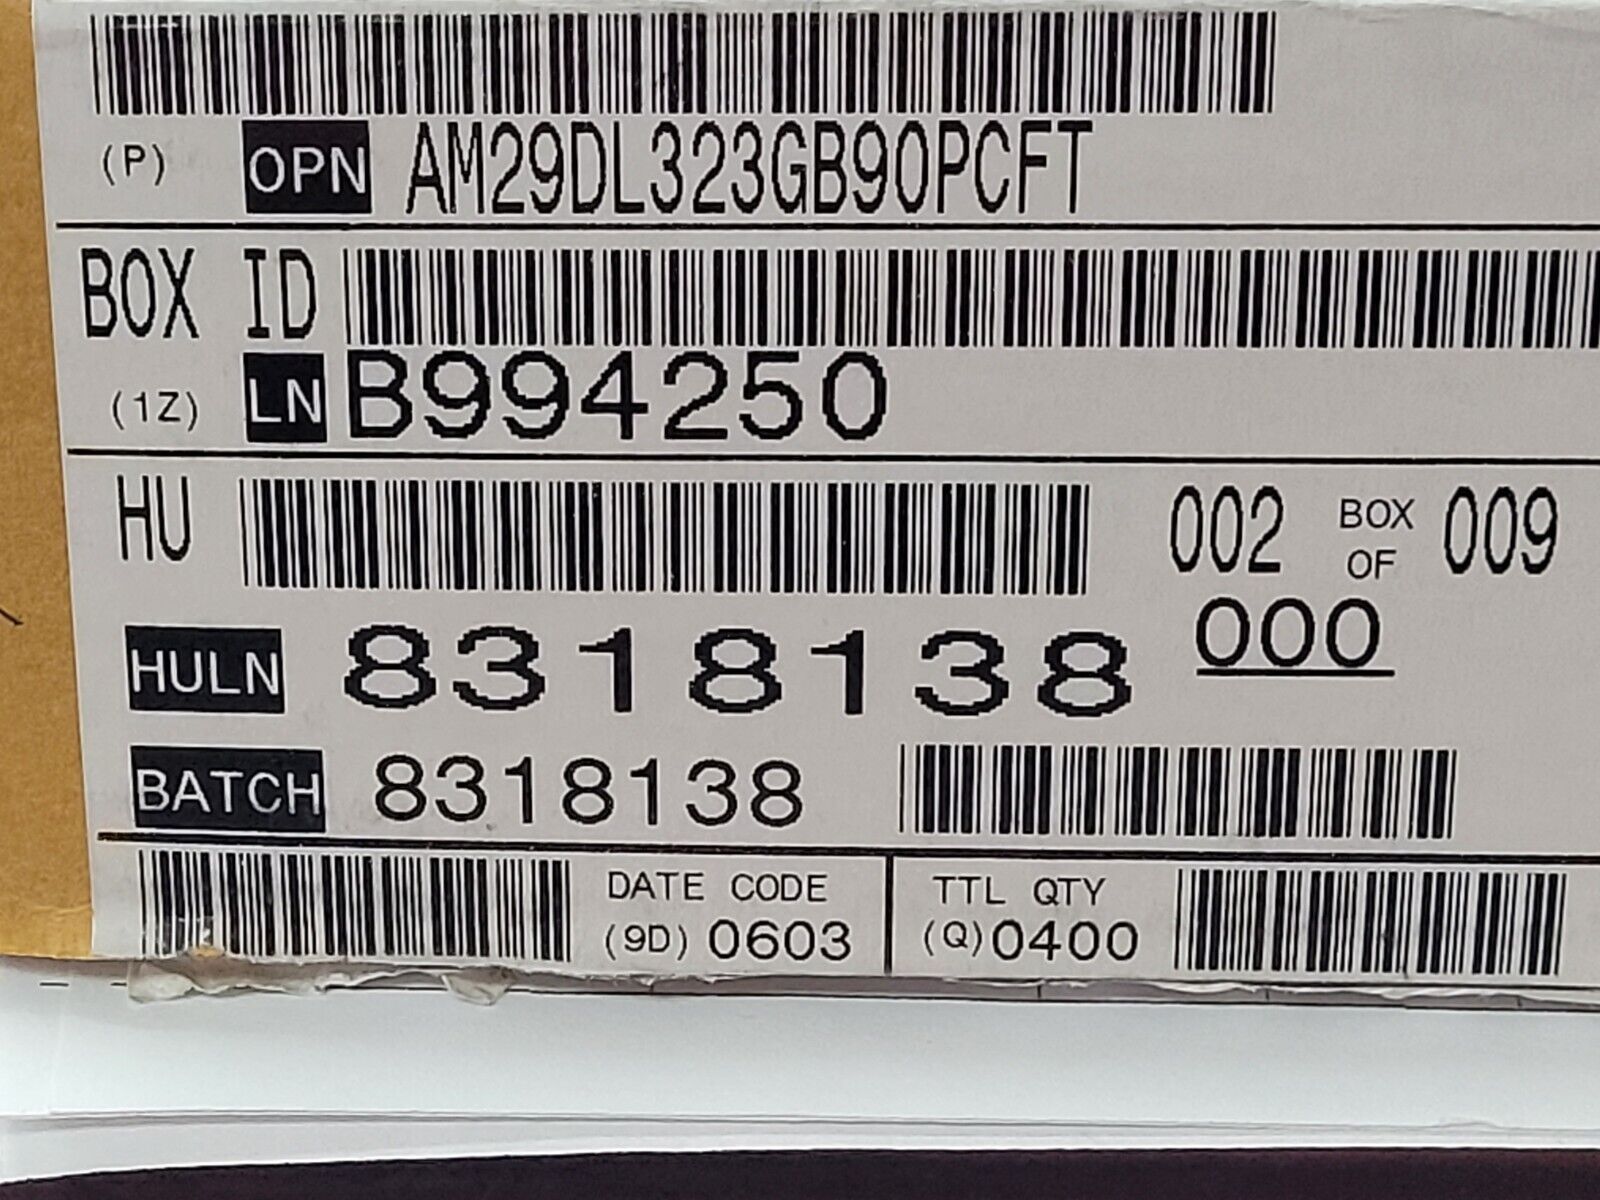 (P) OPN AM29DL323GB90PCFT
BOX ID
(1Z) LN B994250
HU 002 BOX OF 009
000
HULN 8318138
BATCH 8318138
DATE CODE TTL QTY
(9D) 0603 (Q) 0400